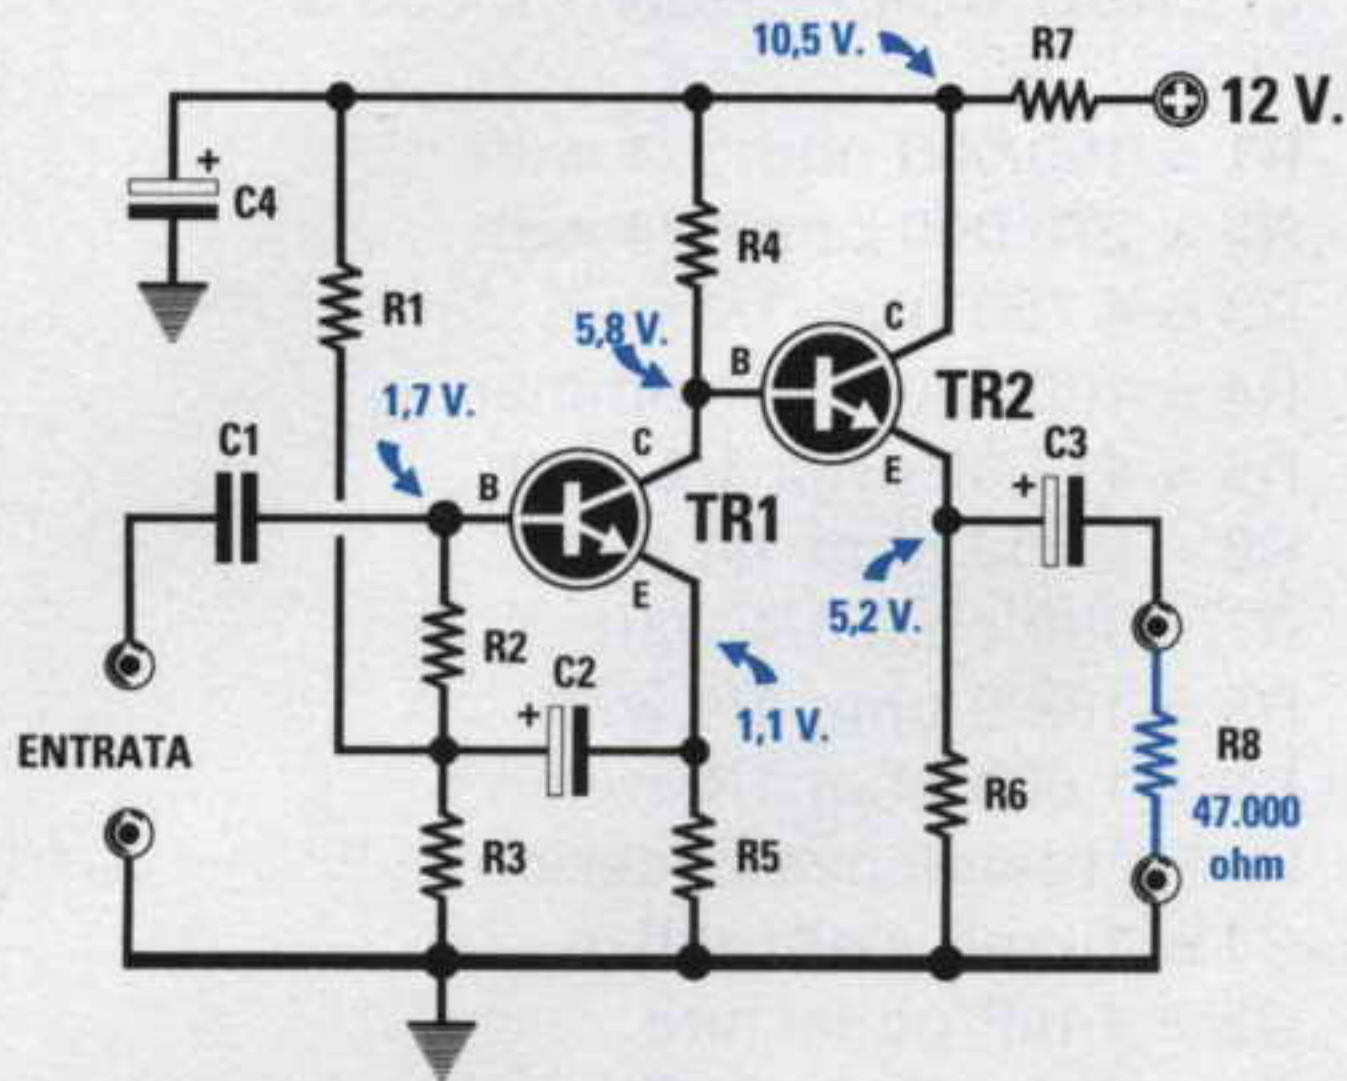 10,5 V.
R7
12 V.
+
C4
R1
R4
5,8 V.
B
C
TR2
E
1,7 V.
C1
B
C
TR1
E
C3
+
5,2 V.
R2
C2
+
1,1 V.
ENTRATA
R3
R5
R6
R8
47.000
ohm